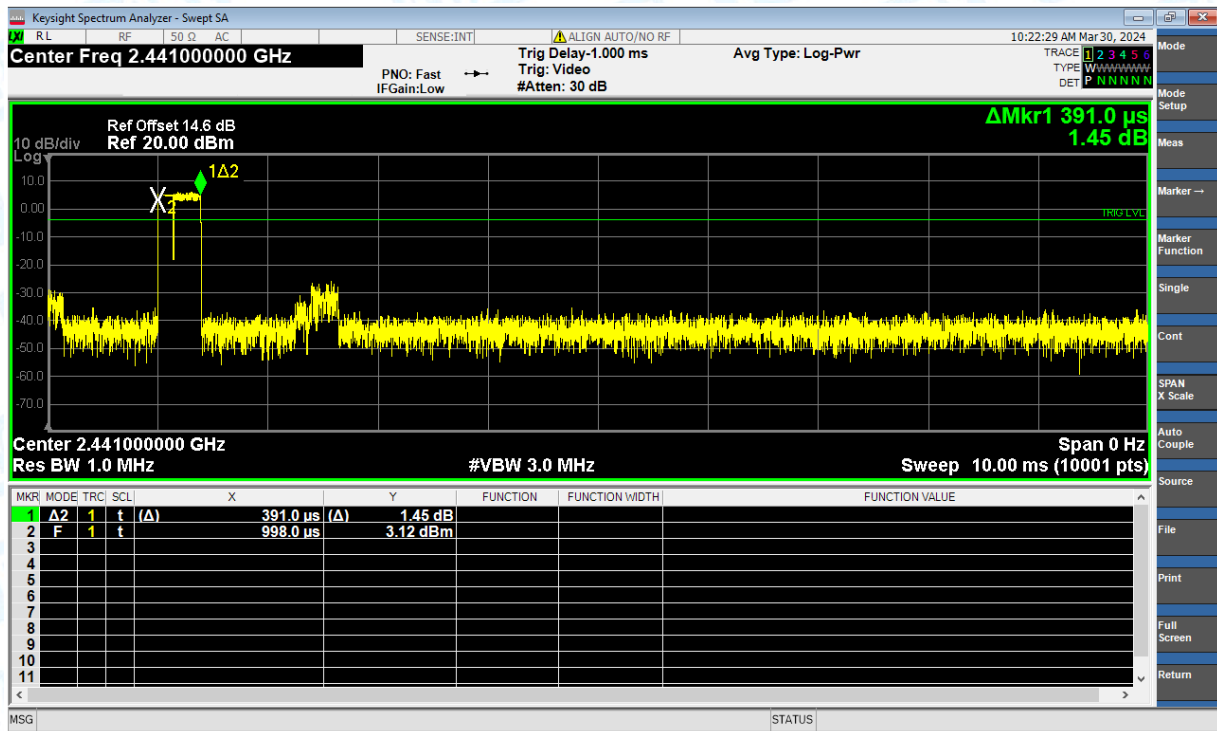 Keysight Spectrum Analyzer - Swept SA
LXI RL RF 50 Ω AC SENSE:INT ALIGN AUTO/NO RF 10:22:29 AM Mar 30, 2024
Center Freq 2.441000000 GHz
PNO: Fast
IFGain:Low
Trig Delay-1.000 ms
Trig: Video
#Atten: 30 dB
Avg Type: Log-Pwr
TRACE 1 2 3 4 5 6
TYPE WWWWWW
DET P N N N N N
ΔMkr1 391.0 µs
1.45 dB
Ref Offset 14.6 dB
10 dB/div Ref 20.00 dBm
Log
10.0
0.00
-10.0
-20.0
-30.0
-40.0
-50.0
-60.0
-70.0
1Δ2
2
TRIG LVL
Center 2.441000000 GHz Span 0 Hz
Res BW 1.0 MHz #VBW 3.0 MHz Sweep 10.00 ms (10001 pts)
MKR MODE TRC SCL X Y FUNCTION FUNCTION WIDTH FUNCTION VALUE
1 Δ2 1 t (Δ) 391.0 µs (Δ) 1.45 dB
2 F 1 t 998.0 µs 3.12 dBm
3
4
5
6
7
8
9
10
11
MSG STATUS
Mode
Mode
Setup
Meas
Marker →
Marker
Function
Single
Cont
SPAN
X Scale
Auto
Couple
Source
File
Print
Full
Screen
Return